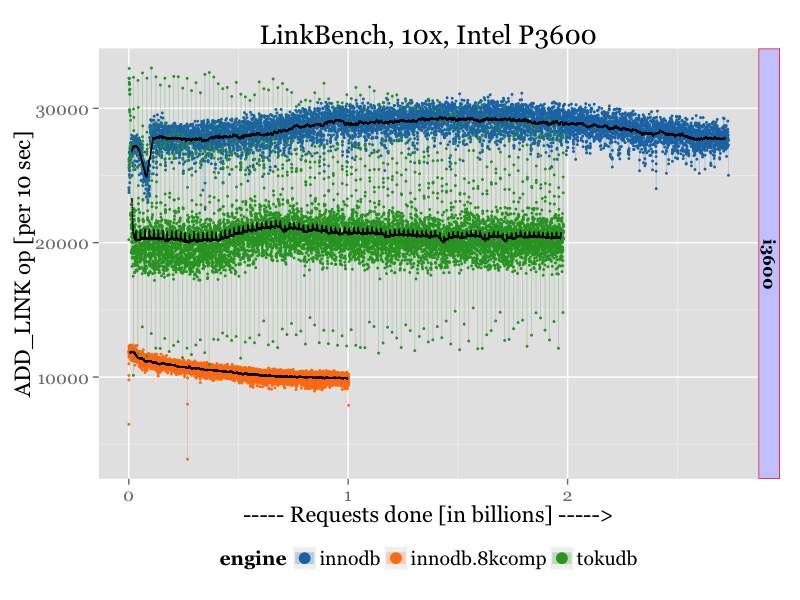 LinkBench, 10x, Intel P3600
ADD_LINK op [per 10 sec]
30000
20000
10000
i3600
0 1 2
----- Requests done [in billions] ----->
engine innodb innodb.8kcomp tokudb